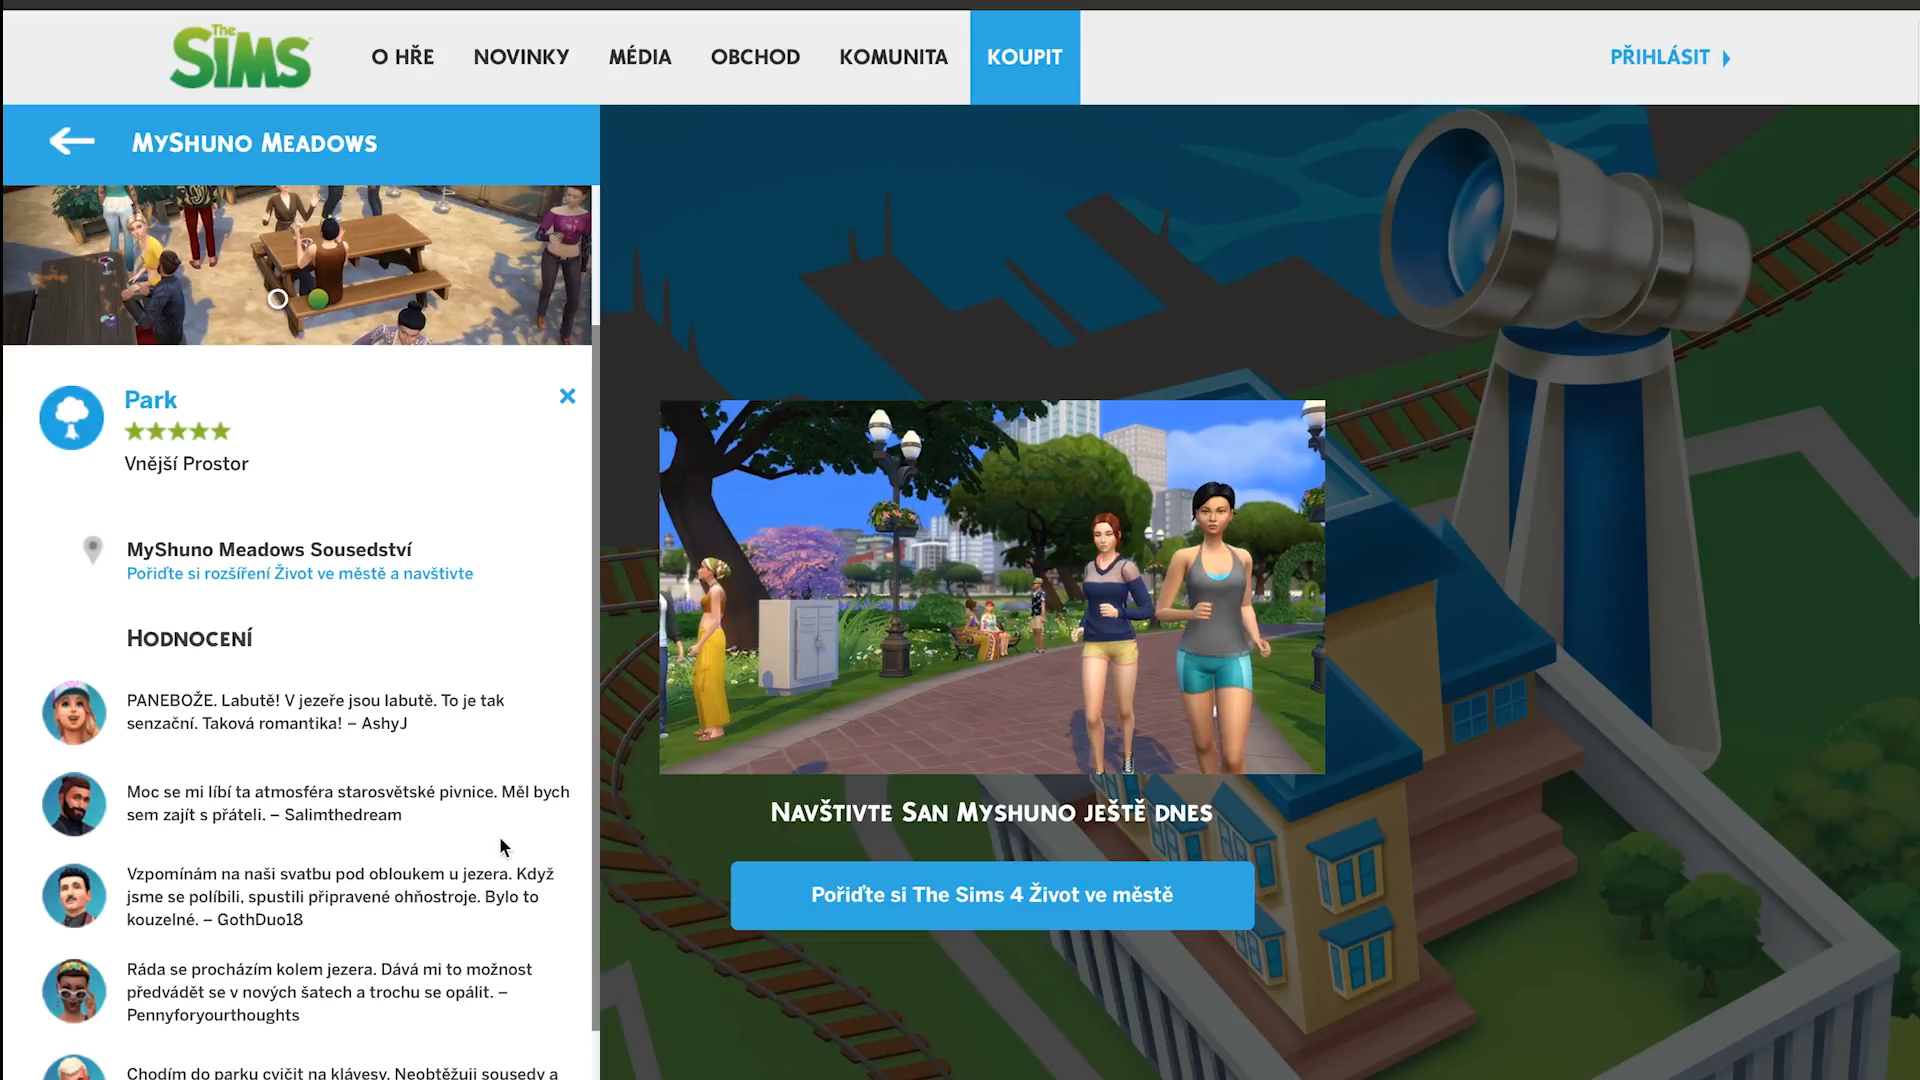 The Sims
O HŘE NOVINKY MÉDIA OBCHOD KOMUNITA KOUPIT PŘIHLÁSIT
MyShuno Meadows
Park
Vnější Prostor
MyShuno Meadows Sousedství
Pořiďte si rozšíření Život ve městě a navštivte
Hodnocení
PANEBOŽE. Labutě! V jezeře jsou labutě. To je tak
senzační. Taková romantika! – AshyJ
Moc se mi líbí ta atmosféra starosvětské pivnice. Měl bych
sem zajít s přáteli. – Salimthedream
Vzpomínám na naši svatbu pod obloukem u jezera. Když
jsme se políbili, spustili připravené ohňostroje. Bylo to
kouzelné. – GothDuo18
Ráda se procházím kolem jezera. Dává mi to možnost
předvádět se v nových šatech a trochu se opálit. –
Pennyforyourthoughts
Chodím do parku cvičit na klávesy. Neobtěžuji sousedy a
Navštivte San Myshuno ještě dnes
Pořiďte si The Sims 4 Život ve městě